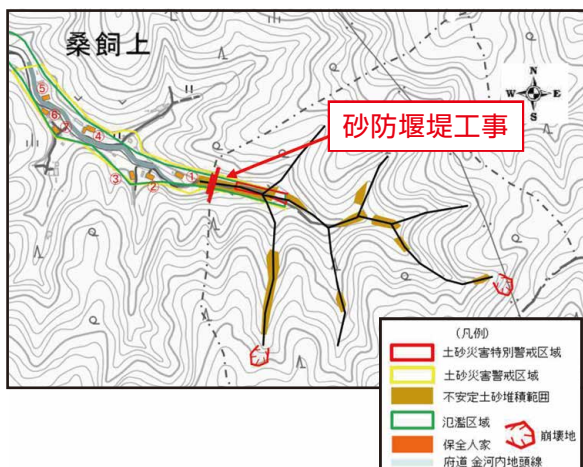 桑飼上
N
W E
S
砂防堰堤工事
⑤
⑥
⑦
④
③
②
①
(凡例)
土砂災害特別警戒区域
土砂災害警戒区域
不安定土砂堆積範囲
氾濫区域
崩壊地
保全人家
府道 金河内地頭線